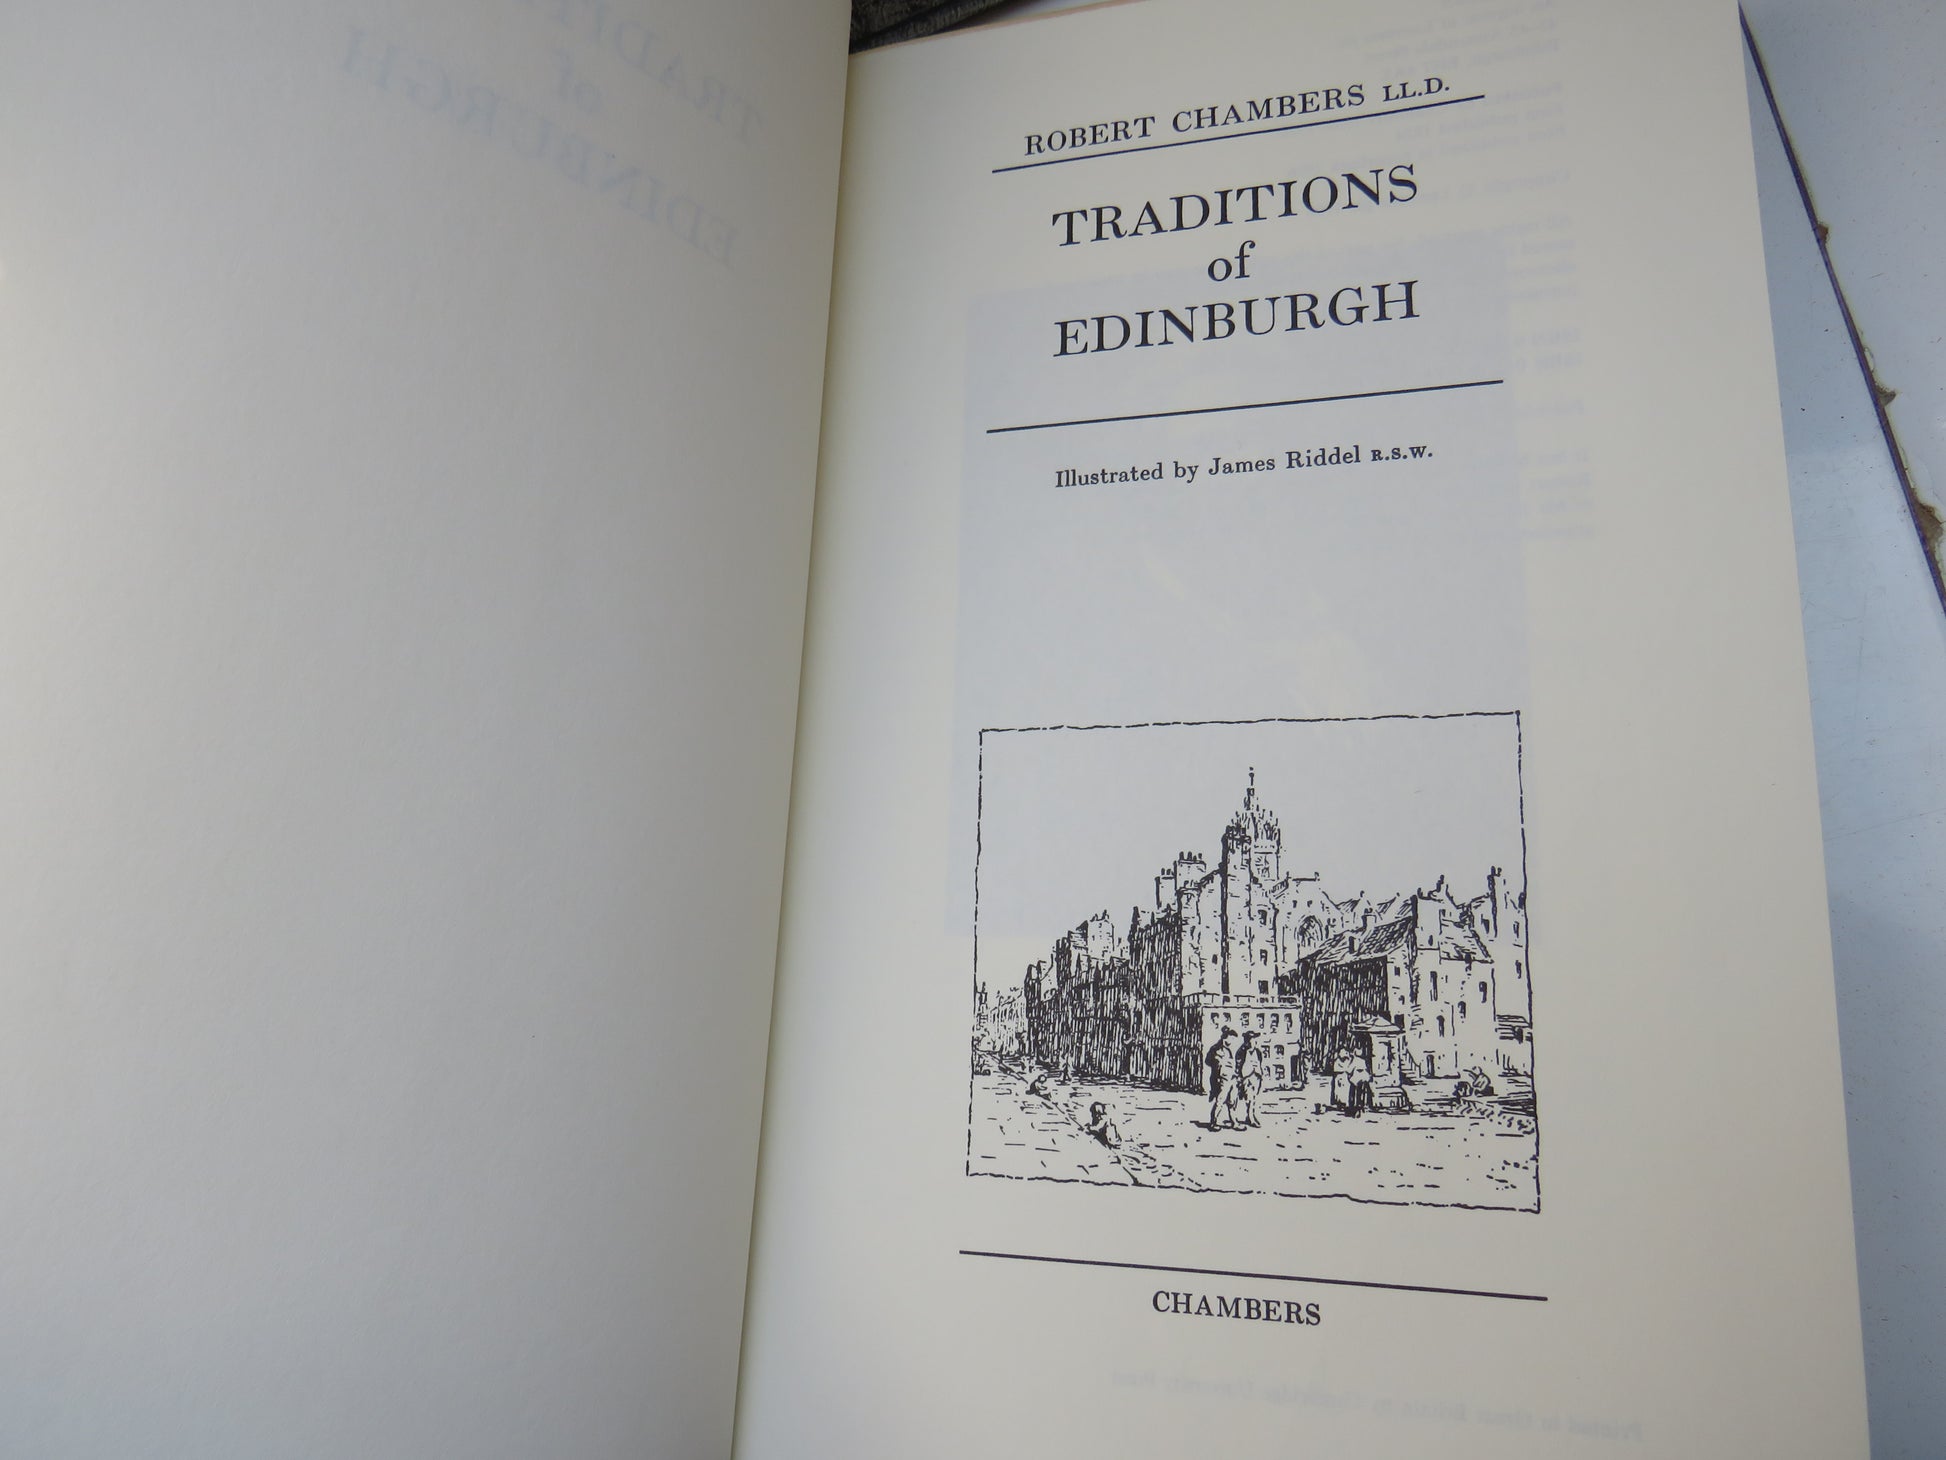 ROBERT CHAMBERS LL.D.
TRADITIONS
of
EDINBURGH
Illustrated by James Riddel R.S.W.
CHAMBERS